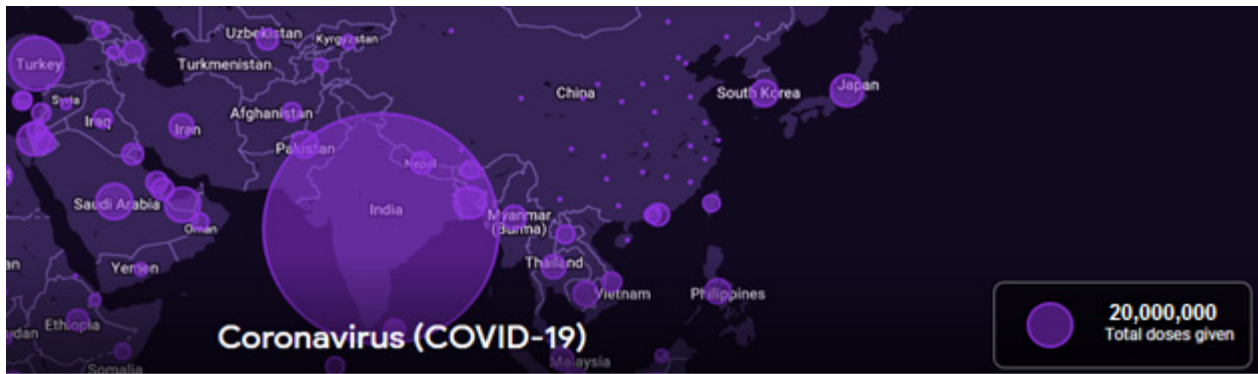 Uzbekistan
Kyrgyzstan
Turkey
Turkmenistan
Syria
China
South Korea
Japan
Iraq
Iran
Afghanistan
Pakistan
Nepal
Saudi Arabia
India
Oman
Myanmar
(Burma)
Yemen
Thailand
Vietnam
Philippines
Ethiopia
Somalia
Malaysia
Coronavirus (COVID-19)
20,000,000
Total doses given